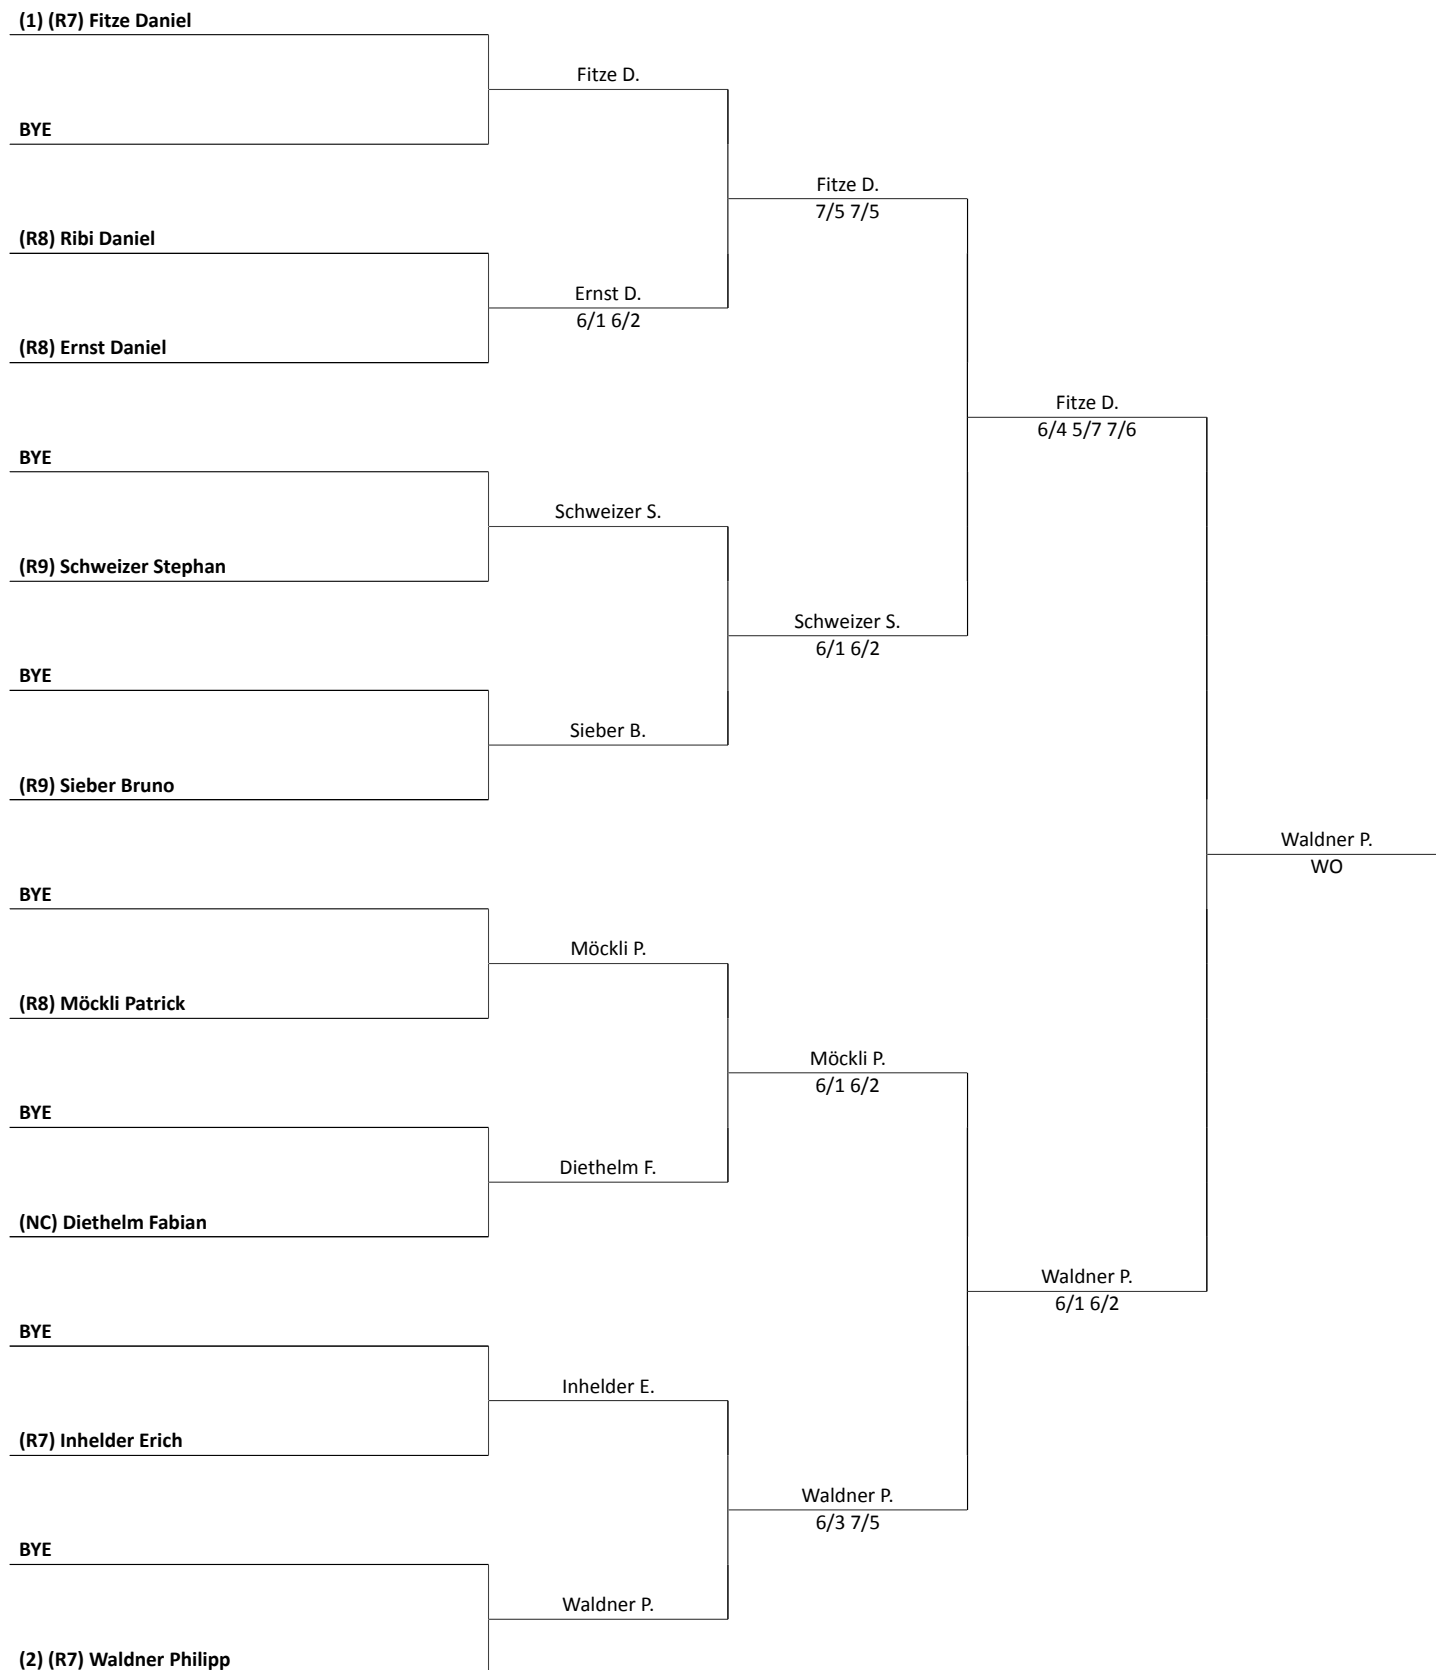 (1) (R7) Fitze Daniel
Fitze D.
BYE
Fitze D.
7/5 7/5
(R8) Ribi Daniel
Ernst D.
6/1 6/2
(R8) Ernst Daniel
Fitze D.
6/4 5/7 7/6
BYE
Schweizer S.
(R9) Schweizer Stephan
Schweizer S.
6/1 6/2
BYE
Sieber B.
(R9) Sieber Bruno
Waldner P.
WO
BYE
Möckli P.
(R8) Möckli Patrick
Möckli P.
6/1 6/2
BYE
Diethelm F.
(NC) Diethelm Fabian
Waldner P.
6/1 6/2
BYE
Inhelder E.
(R7) Inhelder Erich
Waldner P.
6/3 7/5
BYE
Waldner P.
(2) (R7) Waldner Philipp